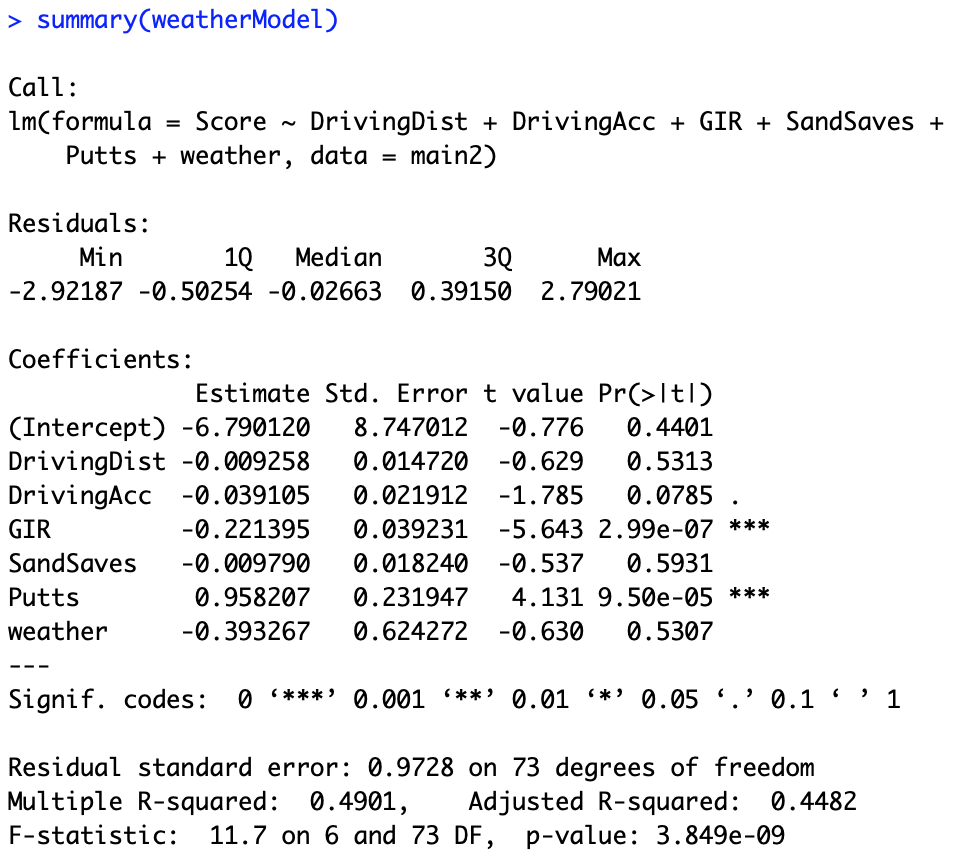 > summary(weatherModel)
Call:
lm(formula = Score ~ DrivingDist + DrivingAcc + GIR + SandSaves +
    Putts + weather, data = main2)
Residuals:
     Min       1Q   Median       3Q      Max
-2.92187 -0.50254 -0.02663  0.39150  2.79021
Coefficients:
            Estimate Std. Error t value Pr(>|t|)
(Intercept) -6.790120   8.747012  -0.776   0.4401
DrivingDist -0.009258   0.014720  -0.629   0.5313
DrivingAcc  -0.039105   0.021912  -1.785   0.0785 .
GIR         -0.221395   0.039231  -5.643 2.99e-07 ***
SandSaves   -0.009790   0.018240  -0.537   0.5931
Putts        0.958207   0.231947   4.131 9.50e-05 ***
weather     -0.393267   0.624272  -0.630   0.5307
---
Signif. codes:  0 ‘***’ 0.001 ‘**’ 0.01 ‘*’ 0.05 ‘.’ 0.1 ‘ ’ 1
Residual standard error: 0.9728 on 73 degrees of freedom
Multiple R-squared:  0.4901,	Adjusted R-squared:  0.4482
F-statistic:  11.7 on 6 and 73 DF,  p-value: 3.849e-09